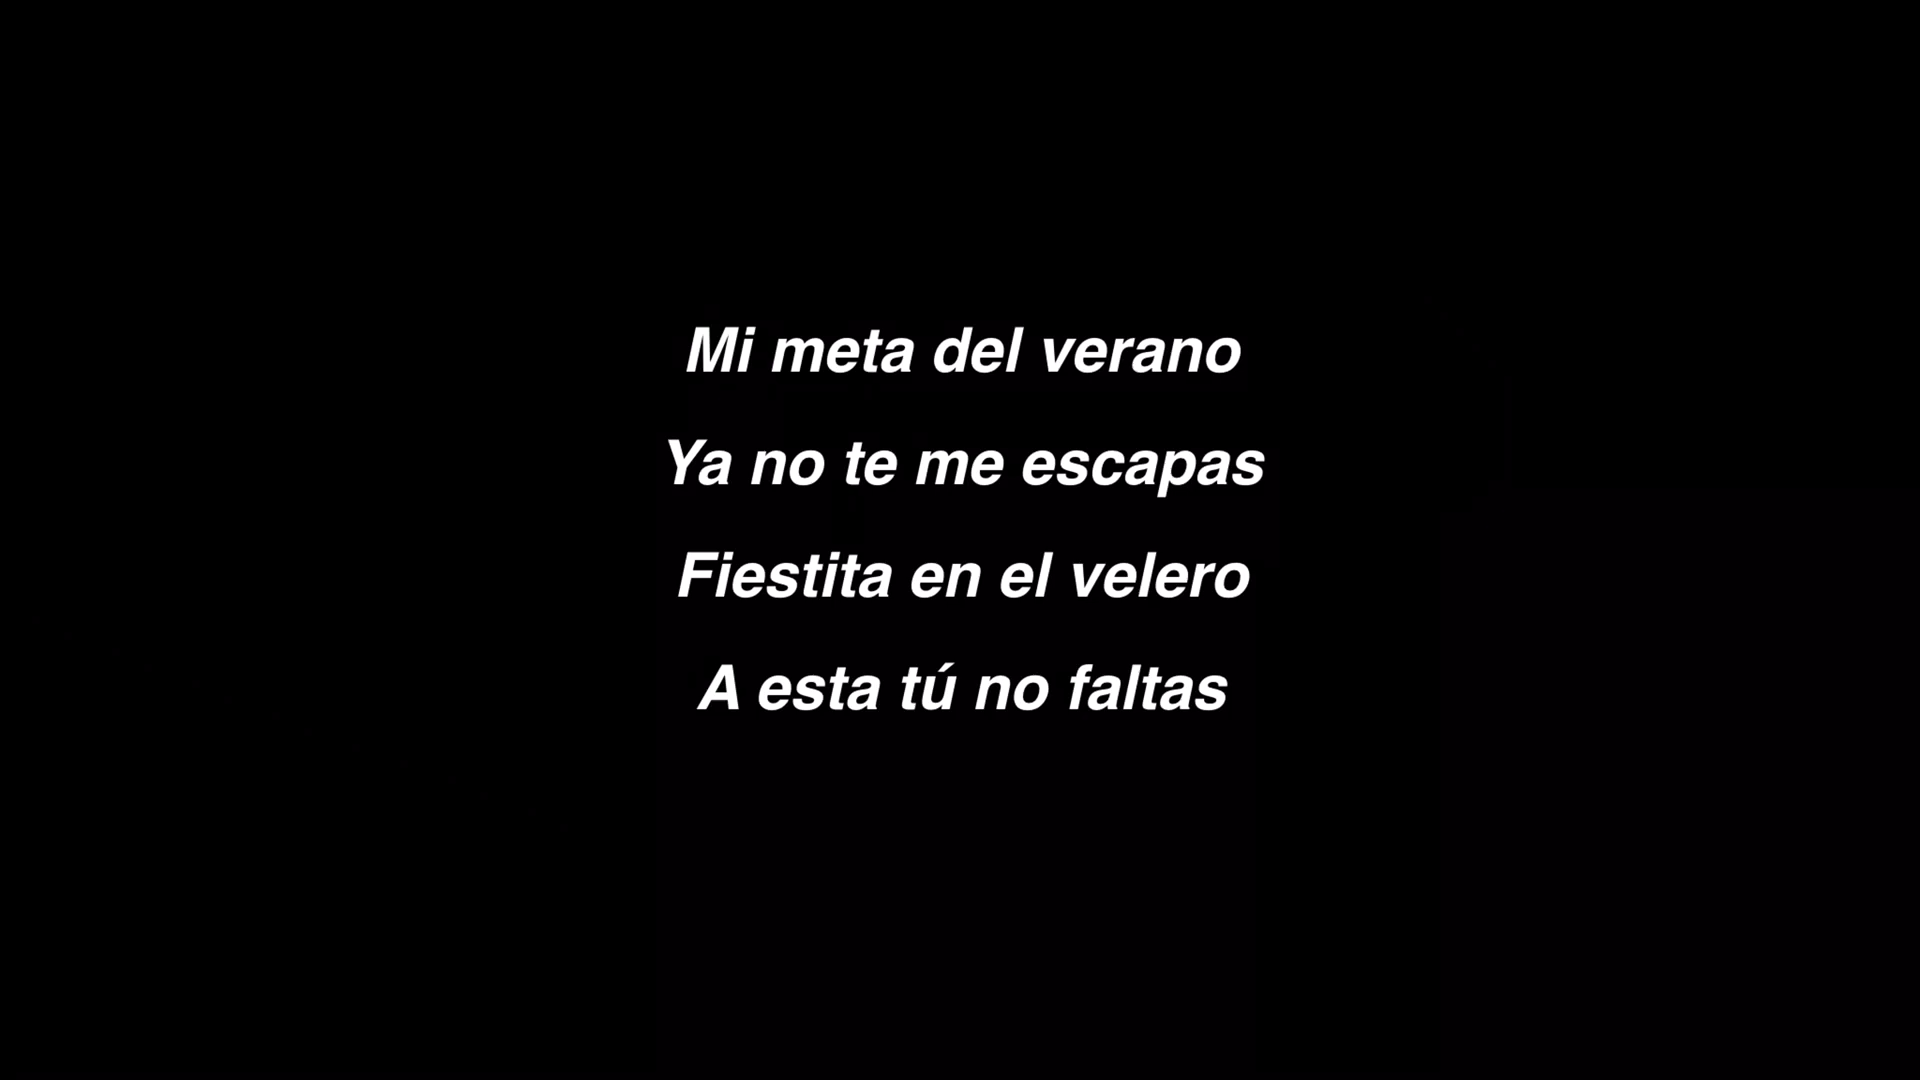 Mi meta del verano
Ya no te me escapas
Fiestita en el velero
A esta tú no faltas